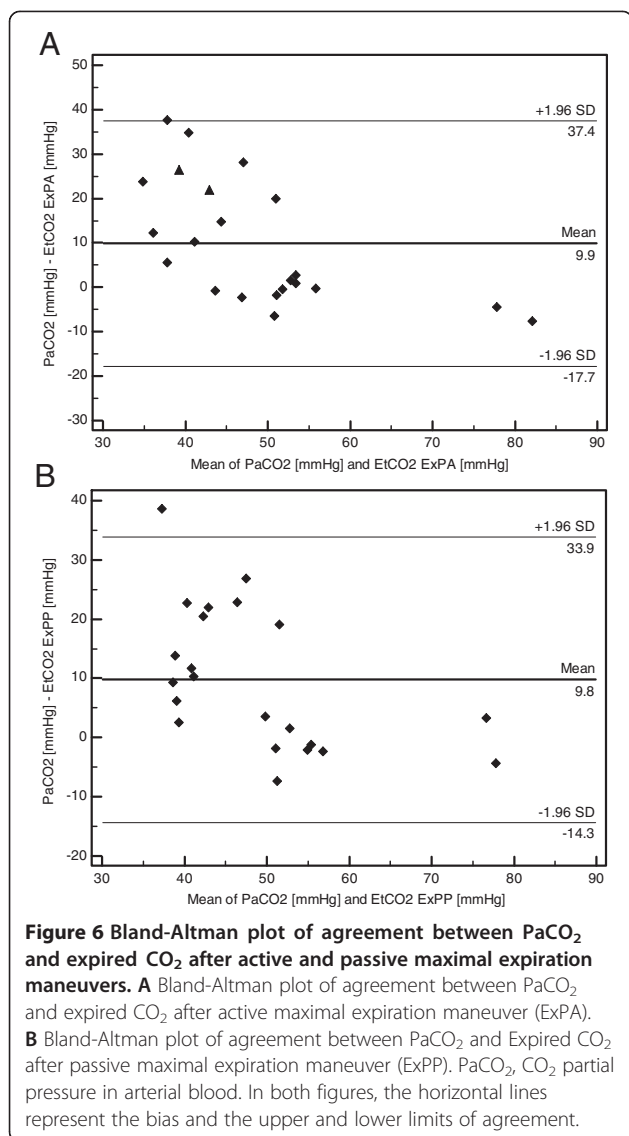 A
50
40
30
20
10
0
-10
-20
-30
PaCO2 [mmHg] - EtCO2 ExPA [mmHg]
+1.96 SD
37.4
Mean
9.9
-1.96 SD
-17.7
30 40 50 60 70 80 90
Mean of PaCO2 [mmHg] and EtCO2 ExPA [mmHg]
B
40
30
20
10
0
-10
-20
PaCO2 [mmHg] - EtCO2 ExPP [mmHg]
+1.96 SD
33.9
Mean
9.8
-1.96 SD
-14.3
30 40 50 60 70 80 90
Mean of PaCO2 [mmHg] and EtCO2 ExPP [mmHg]
Figure 6 Bland-Altman plot of agreement between PaCO₂
and expired CO₂ after active and passive maximal expiration
maneuvers. A Bland-Altman plot of agreement between PaCO₂
and expired CO₂ after active maximal expiration maneuver (ExPA).
B Bland-Altman plot of agreement between PaCO₂ and Expired CO₂
after passive maximal expiration maneuver (ExPP). PaCO₂, CO₂ partial
pressure in arterial blood. In both figures, the horizontal lines
represent the bias and the upper and lower limits of agreement.